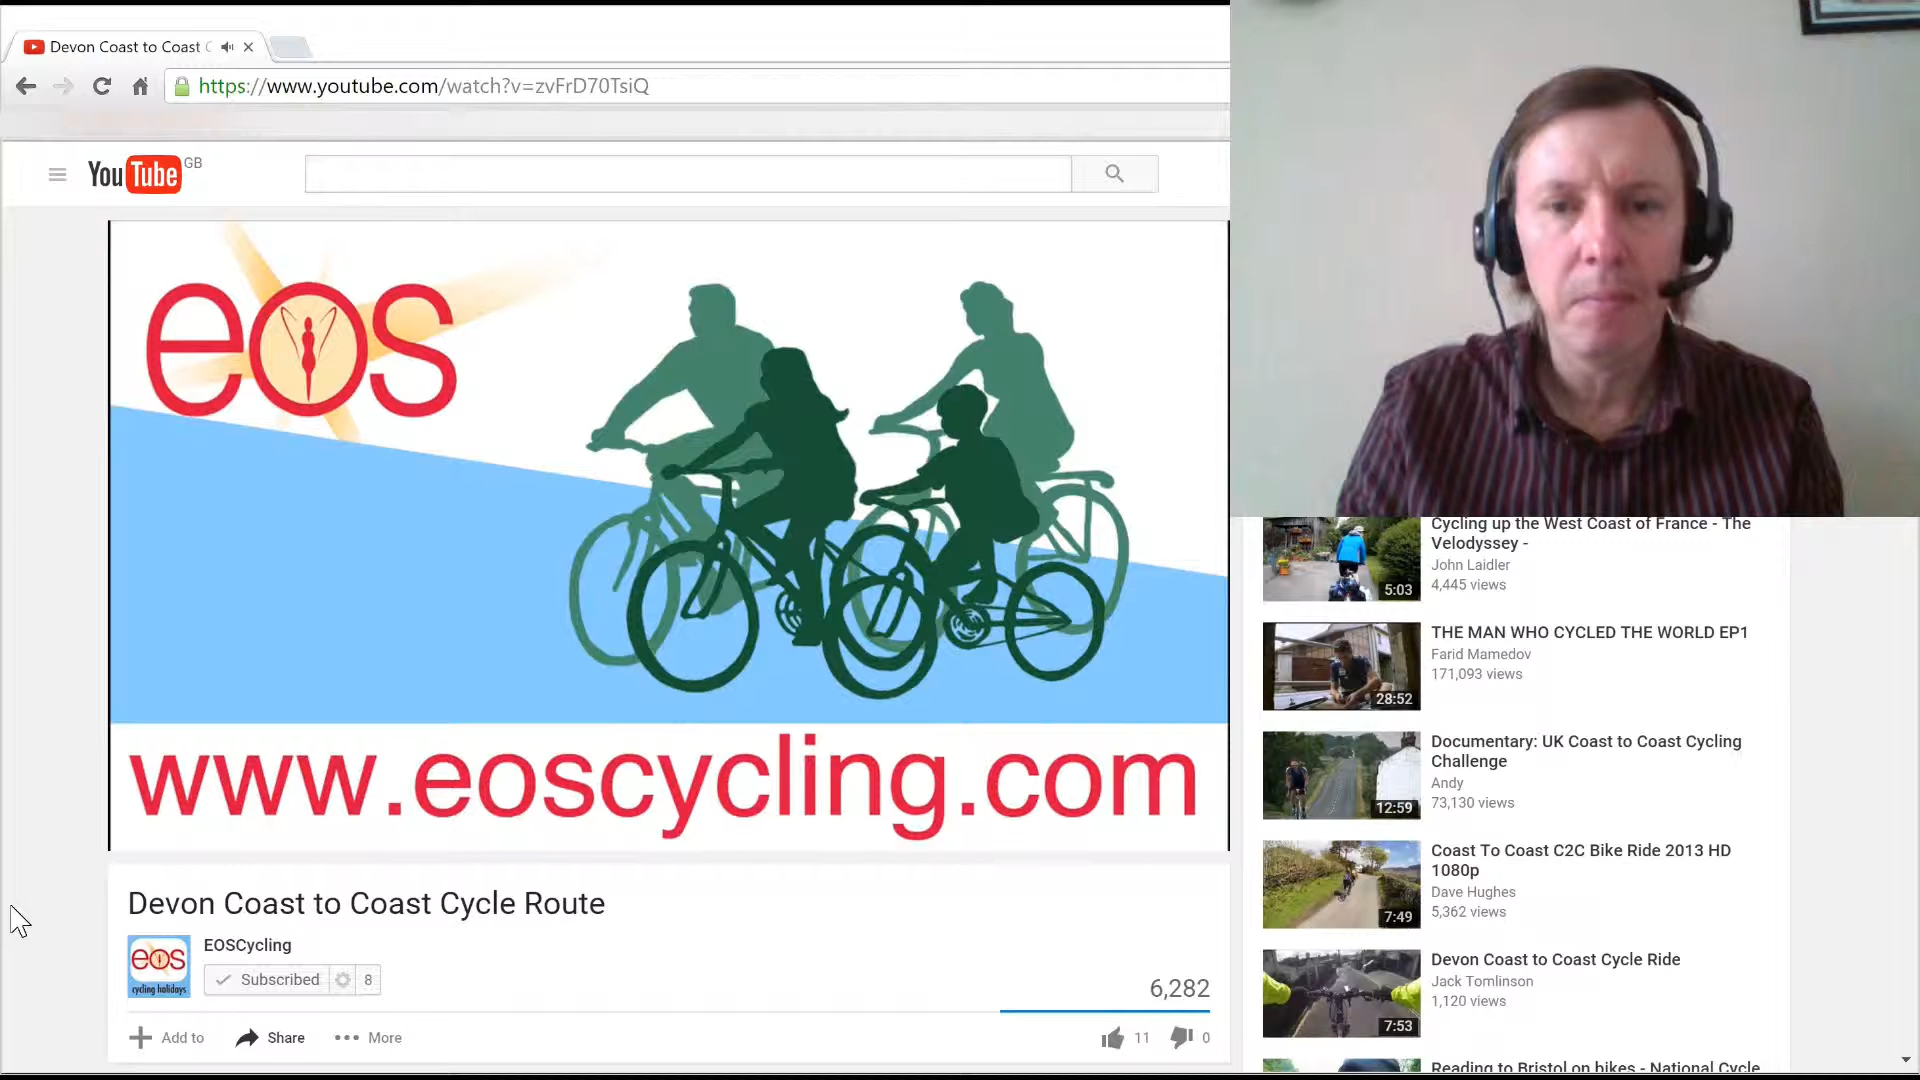 Devon Coast to Coast C
https://www.youtube.com/watch?v=zvFrD70TsiQ
YouTube GB
eos
www.eoscycling.com
Devon Coast to Coast Cycle Route
eos
cycling holidays
EOSCycling
Subscribed 8
6,282
Add to Share More 11 0
Cycling up the West Coast of France - The
Velodyssey -
John Laidler
4,445 views
5:03
THE MAN WHO CYCLED THE WORLD EP1
Farid Mamedov
171,093 views
28:52
Documentary: UK Coast to Coast Cycling
Challenge
Andy
73,130 views
12:59
Coast To Coast C2C Bike Ride 2013 HD
1080p
Dave Hughes
5,362 views
7:49
Devon Coast to Coast Cycle Ride
Jack Tomlinson
1,120 views
7:53
Reading to Bristol on bikes - National Cycle